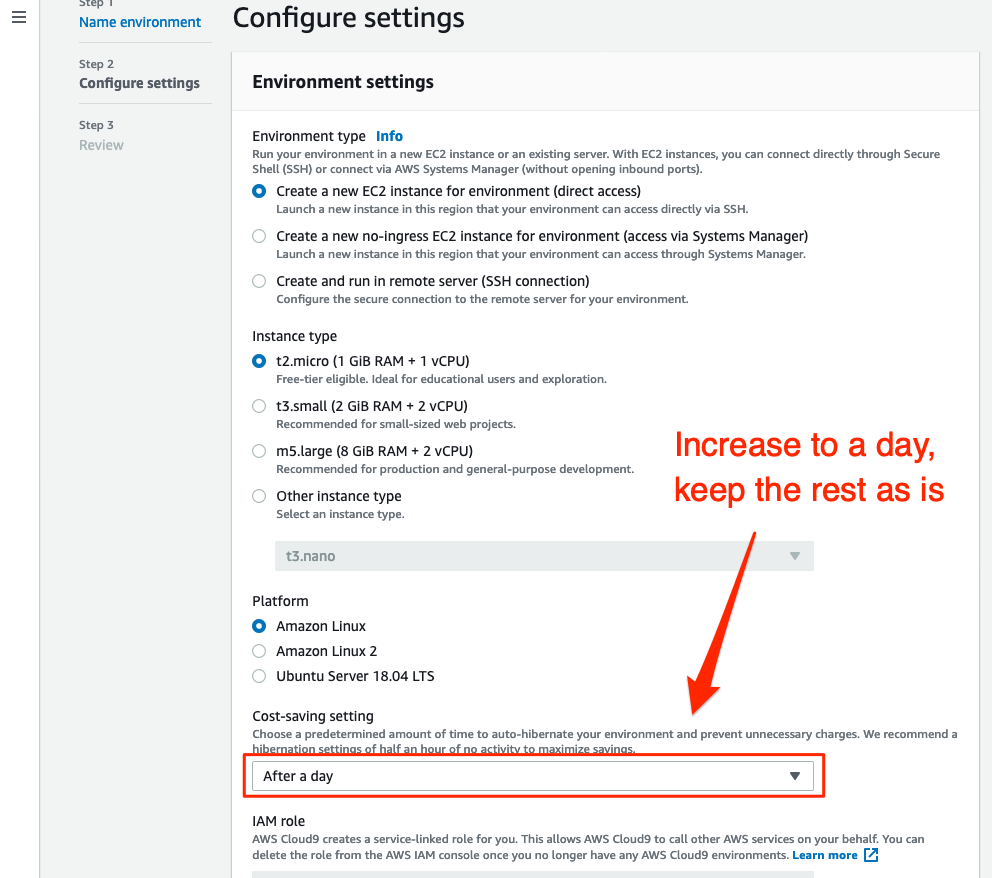 Step 1
Name environment
Step 2
Configure settings
Step 3
Review
Configure settings
Environment settings
Environment type Info
Run your environment in a new EC2 instance or an existing server. With EC2 instances, you can connect directly through Secure
Shell (SSH) or connect via AWS Systems Manager (without opening inbound ports).
Create a new EC2 instance for environment (direct access)
Launch a new instance in this region that your environment can access directly via SSH.
Create a new no-ingress EC2 instance for environment (access via Systems Manager)
Launch a new instance in this region that your environment can access through Systems Manager.
Create and run in remote server (SSH connection)
Configure the secure connection to the remote server for your environment.
Instance type
t2.micro (1 GiB RAM + 1 vCPU)
Free-tier eligible. Ideal for educational users and exploration.
t3.small (2 GiB RAM + 2 vCPU)
Recommended for small-sized web projects.
m5.large (8 GiB RAM + 2 vCPU)
Recommended for production and general-purpose development.
Other instance type
Select an instance type.
t3.nano
Increase to a day,
keep the rest as is
Platform
Amazon Linux
Amazon Linux 2
Ubuntu Server 18.04 LTS
Cost-saving setting
Choose a predetermined amount of time to auto-hibernate your environment and prevent unnecessary charges. We recommend a
hibernation settings of half an hour of no activity to maximize savings.
After a day
IAM role
AWS Cloud9 creates a service-linked role for you. This allows AWS Cloud9 to call other AWS services on your behalf. You can
delete the role from the AWS IAM console once you no longer have any AWS Cloud9 environments. Learn more